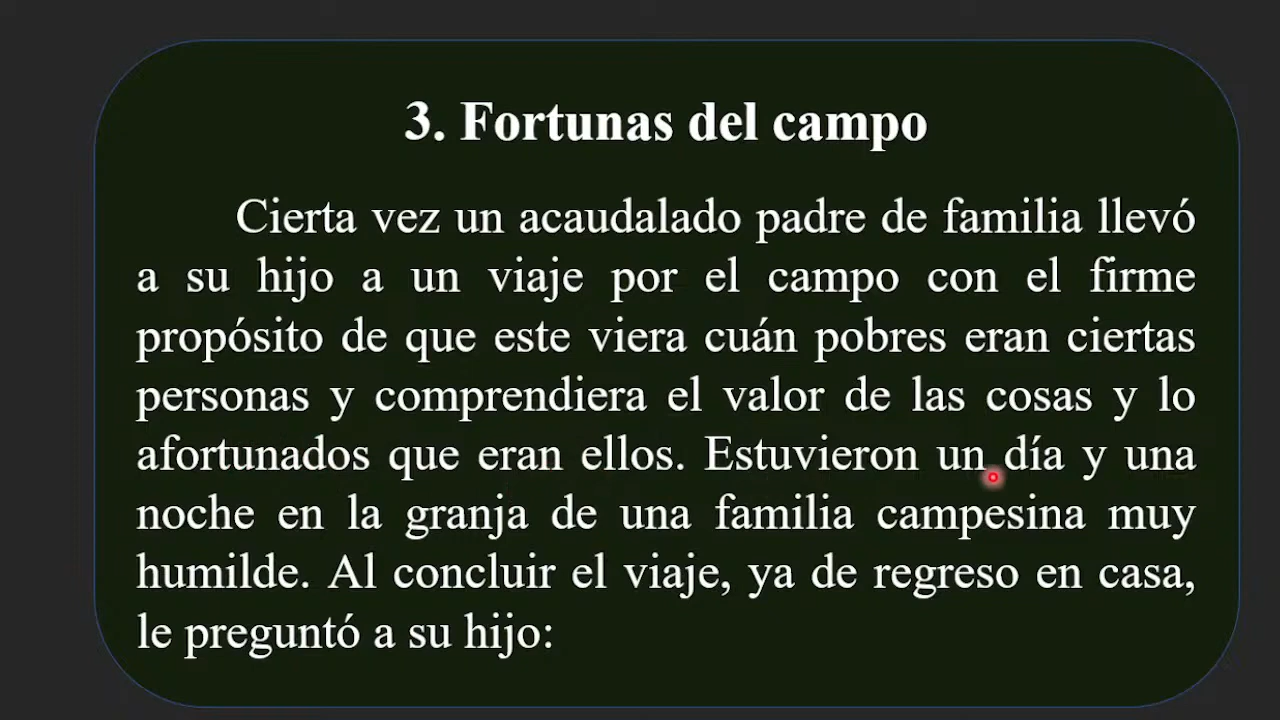 3. Fortunas del campo
Cierta vez un acaudalado padre de familia llevó
a su hijo a un viaje por el campo con el firme
propósito de que este viera cuán pobres eran ciertas
personas y comprendiera el valor de las cosas y lo
afortunados que eran ellos. Estuvieron un día y una
noche en la granja de una familia campesina muy
humilde. Al concluir el viaje, ya de regreso en casa,
le preguntó a su hijo: